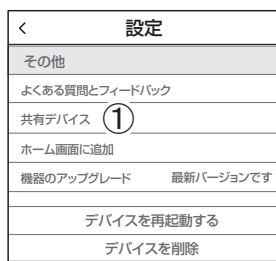 < 設定
その他
よくある質問とフィードバック
共有デバイス ①
ホーム画面に追加
機器のアップグレード 最新バージョンです
デバイスを再起動する
デバイスを削除